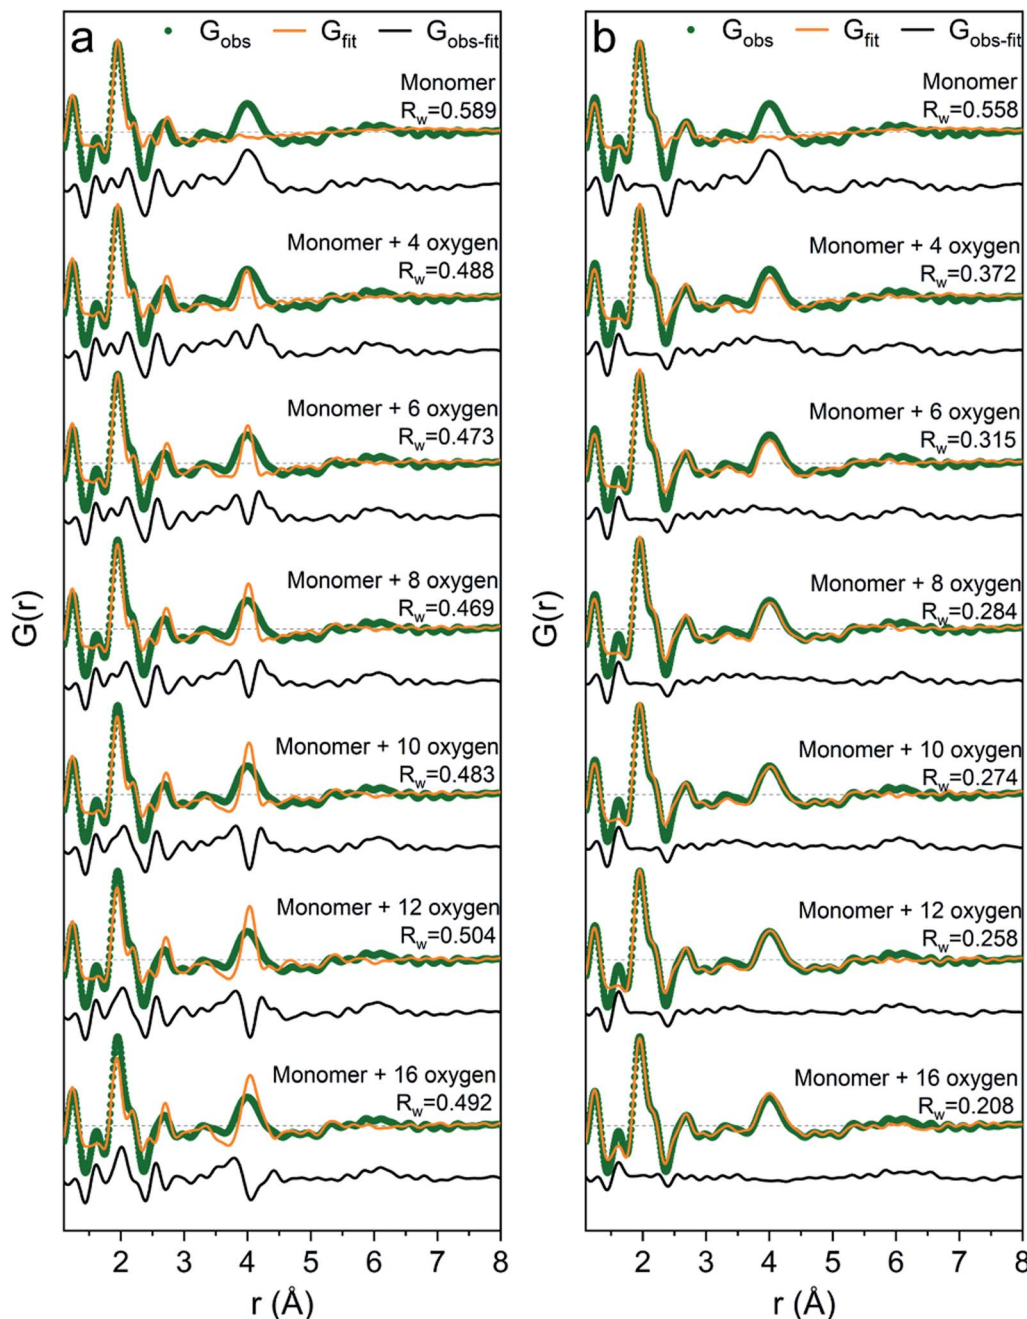 a G_obs G_fit G_obs-fit
Monomer
R_w=0.589
Monomer + 4 oxygen
R_w=0.488
Monomer + 6 oxygen
R_w=0.473
Monomer + 8 oxygen
R_w=0.469
Monomer + 10 oxygen
R_w=0.483
Monomer + 12 oxygen
R_w=0.504
Monomer + 16 oxygen
R_w=0.492
G(r)
2 3 4 5 6 7 8
r (Å)
b G_obs G_fit G_obs-fit
Monomer
R_w=0.558
Monomer + 4 oxygen
R_w=0.372
Monomer + 6 oxygen
R_w=0.315
Monomer + 8 oxygen
R_w=0.284
Monomer + 10 oxygen
R_w=0.274
Monomer + 12 oxygen
R_w=0.258
Monomer + 16 oxygen
R_w=0.208
G(r)
2 3 4 5 6 7 8
r (Å)